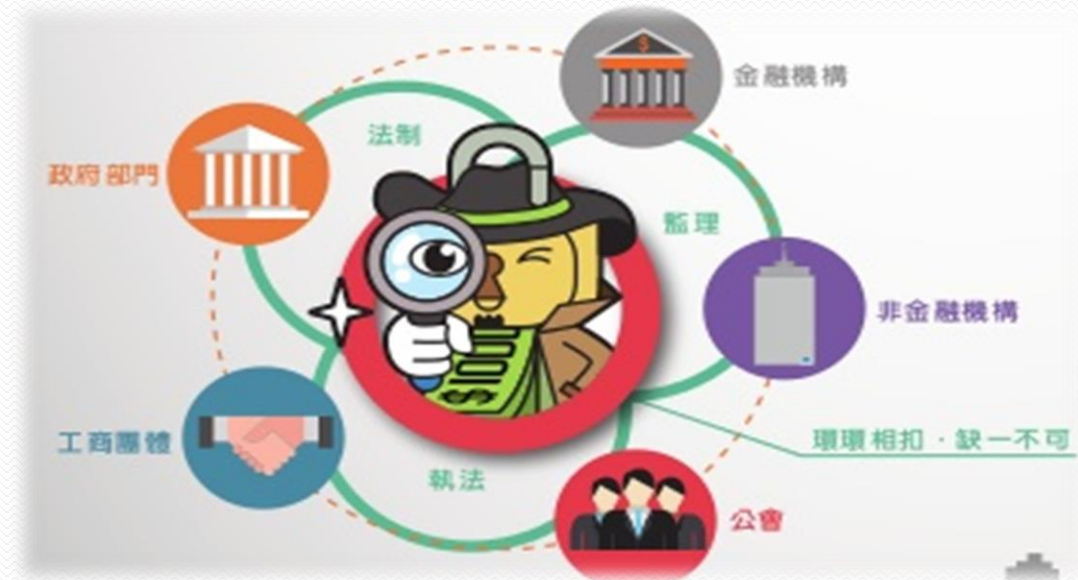 金融機構
法制
政府部門
監理
非金融機構
工商團體
環環相扣・缺一不可
執法
公會
100
$
$